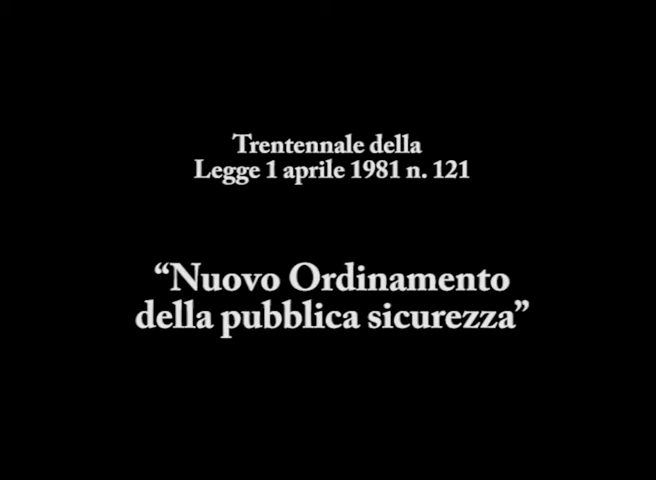 Trentennale della
Legge 1 aprile 1981 n. 121
“Nuovo Ordinamento
della pubblica sicurezza”